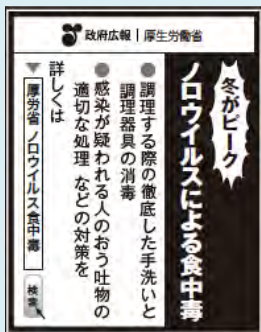 政府広報 | 厚生労働省
冬がピーク
ノロウイルスによる食中毒
●調理する際の徹底した手洗いと
調理器具の消毒
●感染が疑われる人のおう吐物の
適切な処理 などの対策を
詳しくは
▼厚労省 ノロウイルス食中毒 検索